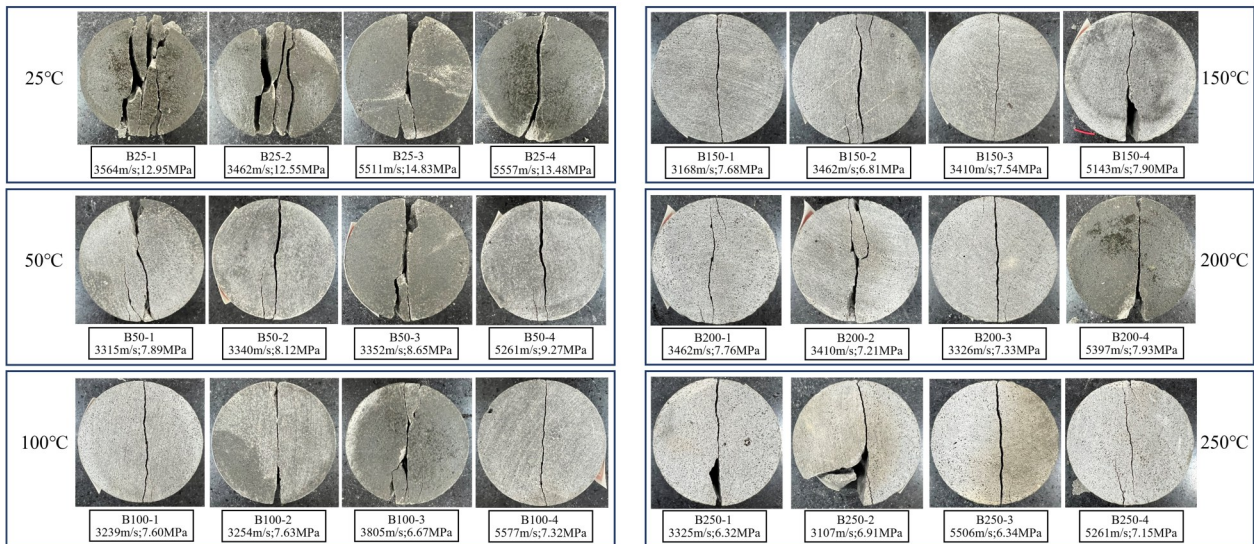 25℃
B25-1
3564m/s;12.95MPa
B25-2
3462m/s;12.55MPa
B25-3
5511m/s;14.83MPa
B25-4
5557m/s;13.48MPa
50℃
B50-1
3315m/s;7.89MPa
B50-2
3340m/s;8.12MPa
B50-3
3352m/s;8.65MPa
B50-4
5261m/s;9.27MPa
100℃
B100-1
3239m/s;7.60MPa
B100-2
3254m/s;7.63MPa
B100-3
3805m/s;6.67MPa
B100-4
5577m/s;7.32MPa
150℃
B150-1
3168m/s;7.68MPa
B150-2
3462m/s;6.81MPa
B150-3
3410m/s;7.54MPa
B150-4
5143m/s;7.90MPa
200℃
B200-1
3462m/s;7.76MPa
B200-2
3410m/s;7.21MPa
B200-3
3326m/s;7.33MPa
B200-4
5397m/s;7.93MPa
250℃
B250-1
3325m/s;6.32MPa
B250-2
3107m/s;6.91MPa
B250-3
5506m/s;6.34MPa
B250-4
5261m/s;7.15MPa